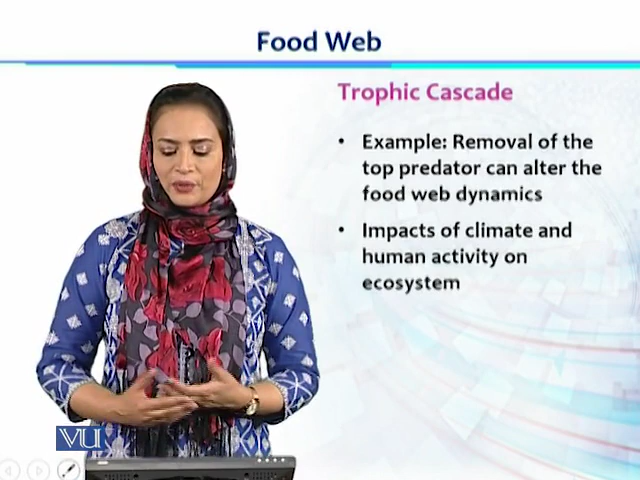 Food Web
Trophic Cascade
• Example: Removal of the
top predator can alter the
food web dynamics
• Impacts of climate and
human activity on
ecosystem
VU